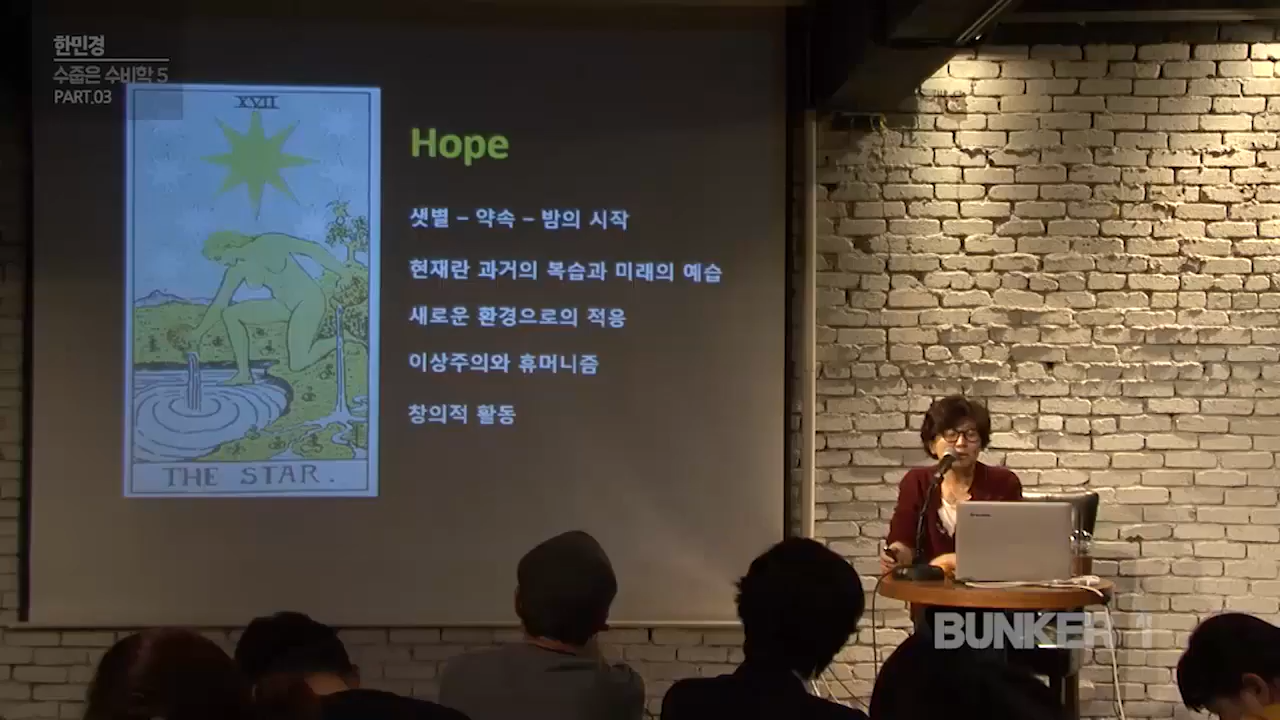 한민경
수줍은 수비학 5
PART.03
XVII
THE STAR.
Hope
샛별 – 약속 – 밤의 시작
현재란 과거의 복습과 미래의 예습
새로운 환경으로의 적응
이상주의와 휴머니즘
창의적 활동
BUNKER 1